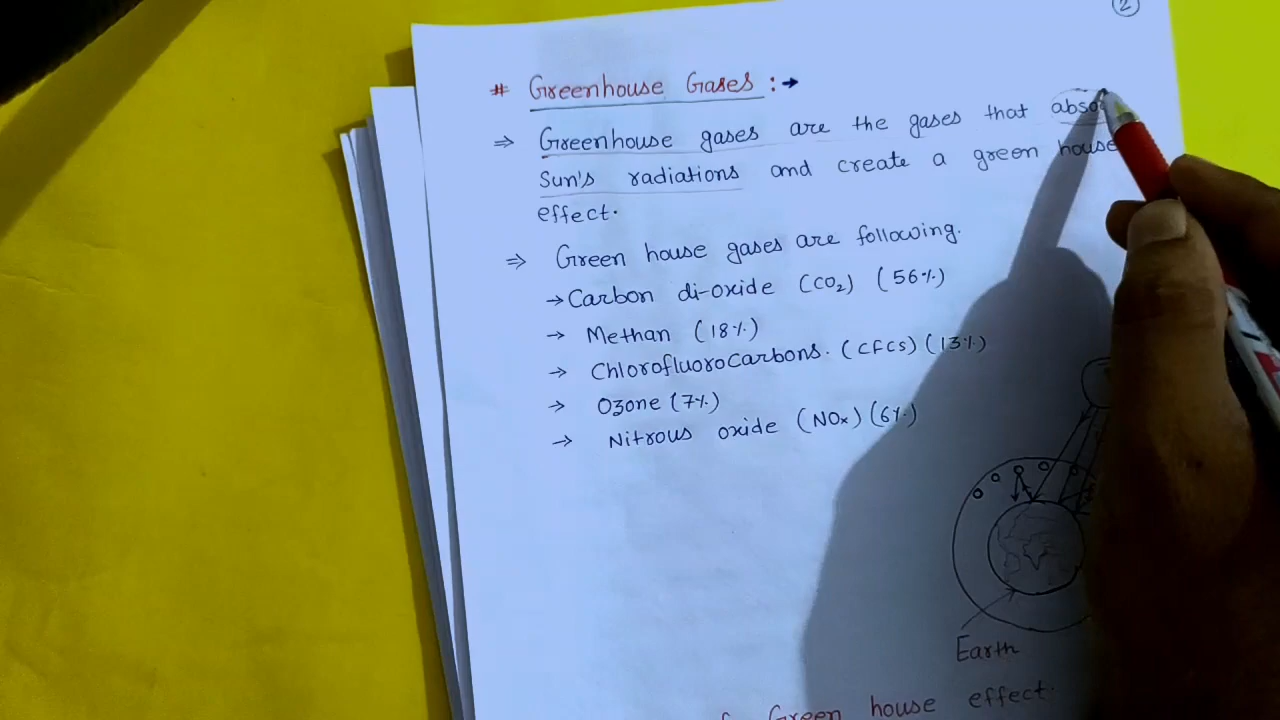 2
# Greenhouse Gases :→
⇒ Greenhouse gases are the gases that
Sun's radiations and create a green house
effect.
⇒ Green house gases are following.
→ Carbon di-oxide (CO₂) (56%)
→ Methan (18%)
→ Chlorofluorocarbons. (CFCs) (13%)
→ Ozone (7%)
→ Nitrous oxide (NOx) (6%)
Earth
Green house effect.